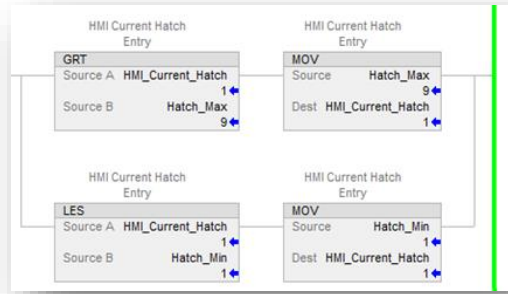 HMI Current Hatch
Entry
GRT
Source A HMI_Current_Hatch
1
Source B Hatch_Max
9
HMI Current Hatch
Entry
MOV
Source Hatch_Max
9
Dest HMI_Current_Hatch
1
HMI Current Hatch
Entry
LES
Source A HMI_Current_Hatch
1
Source B Hatch_Min
1
HMI Current Hatch
Entry
MOV
Source Hatch_Min
1
Dest HMI_Current_Hatch
1